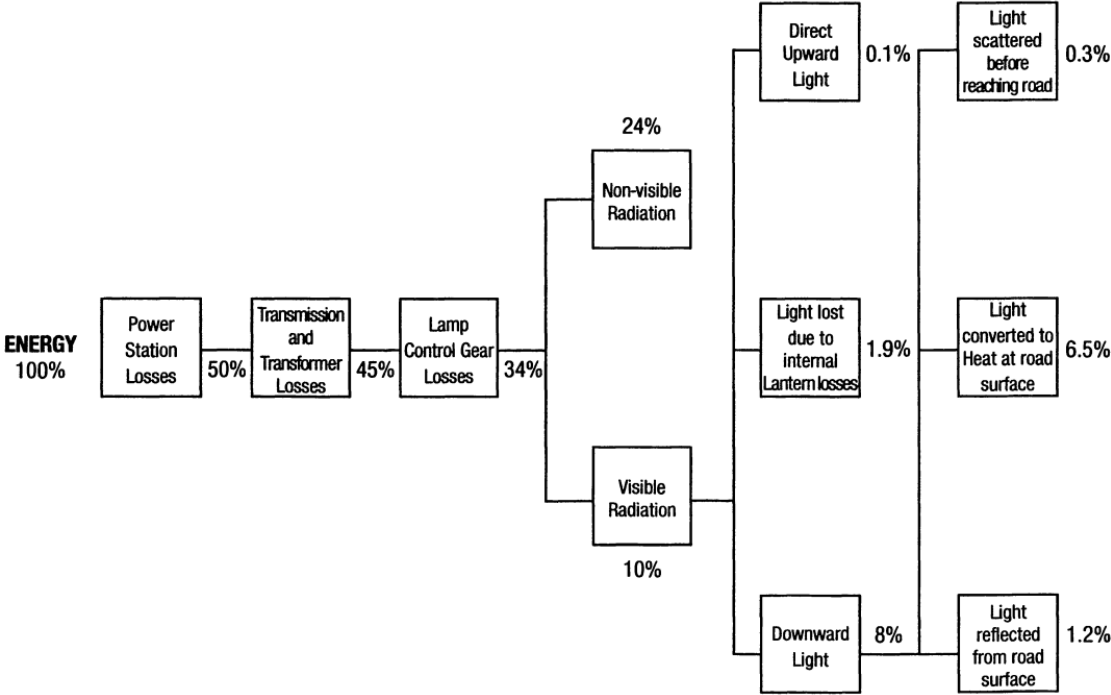 ENERGY
100%
Power
Station
Losses
50%
Transmission
and
Transformer
Losses
45%
Lamp
Control Gear
Losses
34%
24%
Non-visible
Radiation
Visible
Radiation
10%
Direct
Upward
Light
0.1%
Light lost
due to
internal
Lantern losses
1.9%
Downward
Light
8%
Light
scattered
before
reaching road
0.3%
Light
converted to
Heat at road
surface
6.5%
Light
reflected
from road
surface
1.2%